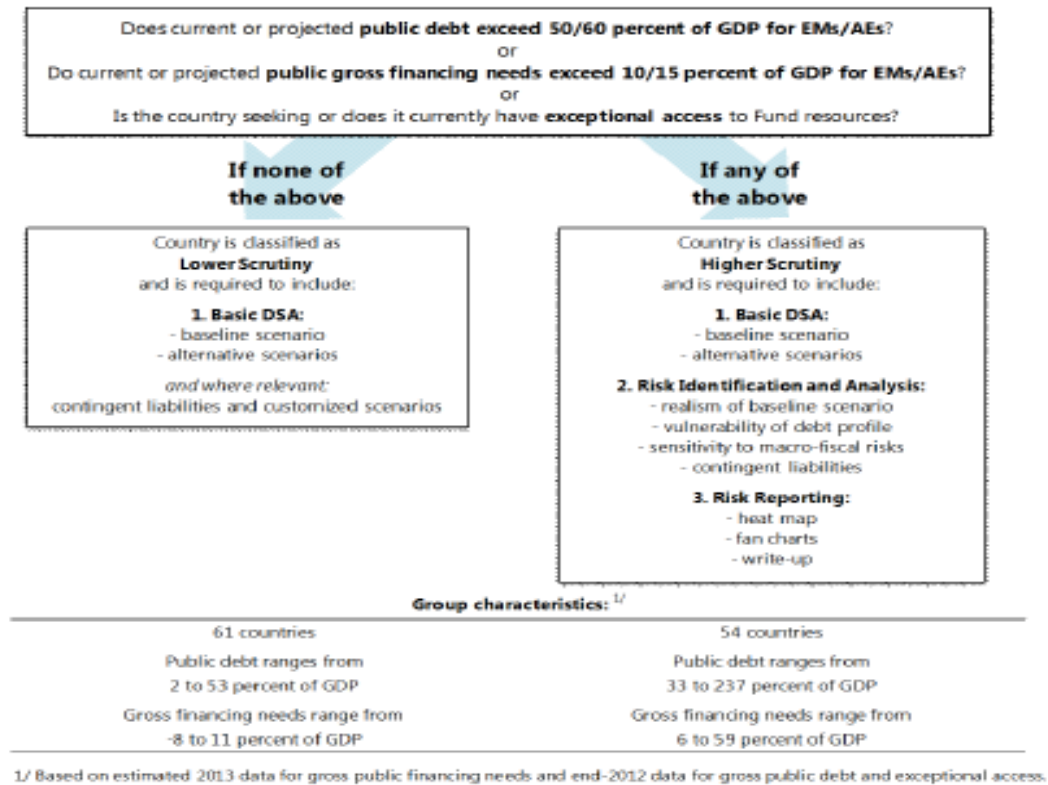 Does current or projected public debt exceed 50/60 percent of GDP for EMs/AEs?
or
Do current or projected public gross financing needs exceed 10/15 percent of GDP for EMs/AEs?
or
Is the country seeking or does it currently have exceptional access to Fund resources?
If none of
the above
If any of
the above
Country is classified as
Lower Scrutiny
and is required to include:
1. Basic DSA:
- baseline scenario
- alternative scenarios
and where relevant:
contingent liabilities and customized scenarios
Country is classified as
Higher Scrutiny
and is required to include:
1. Basic DSA:
- baseline scenario
- alternative scenarios
2. Risk Identification and Analysis:
- realism of baseline scenario
- vulnerability of debt profile
- sensitivity to macro-fiscal risks
- contingent liabilities
3. Risk Reporting:
- heat map
- fan charts
- write-up
Group characteristics: 1/
61 countries
Public debt ranges from
2 to 53 percent of GDP
Gross financing needs range from
-8 to 11 percent of GDP
54 countries
Public debt ranges from
33 to 237 percent of GDP
Gross financing needs range from
6 to 59 percent of GDP
1/ Based on estimated 2013 data for gross public financing needs and end-2012 data for gross public debt and exceptional access.